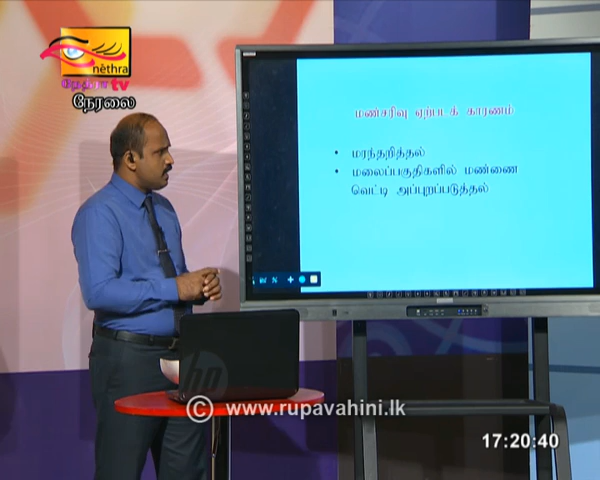 nēthra
நேத்ரா tv
நேரலை
மண்சரிவு ஏற்படக் காரணம்
• மரந்தறித்தல்
• மலைப்பகுதிகளில் மண்ணை
வெட்டி அப்புறப்படுத்தல்
hp
© www.rupavahini.lk
17:20:40